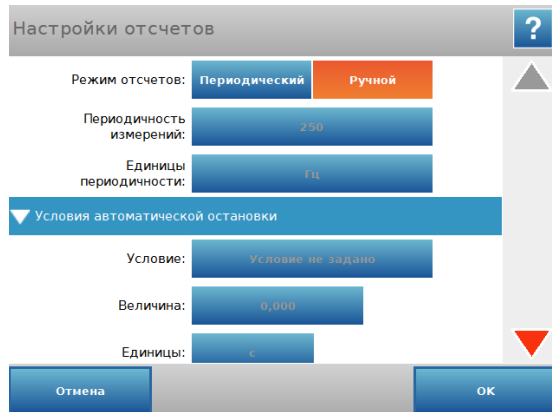 Настройки отсчетов
?
Режим отсчетов: Периодический Ручной
Периодичность
измерений: 250
Единицы
периодичности: Гц
Условия автоматической остановки
Условие: Условие не задано
Величина: 0,000
Единицы: с
Отмена OK